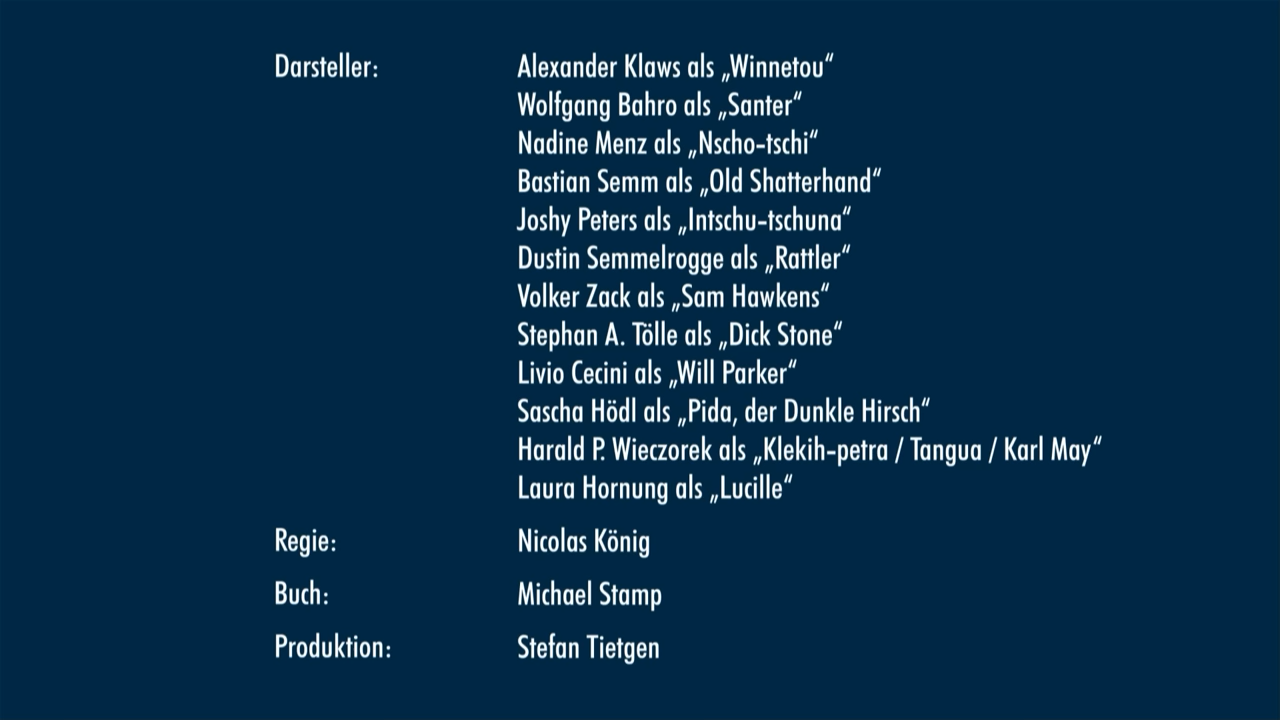 Darsteller: Alexander Klaws als „Winnetou“
Wolfgang Bahro als „Santer“
Nadine Menz als „Nscho-tschi“
Bastian Semm als „Old Shatterhand“
Joshy Peters als „Intschu-tschuna“
Dustin Semmelrogge als „Rattler“
Volker Zack als „Sam Hawkens“
Stephan A. Tölle als „Dick Stone“
Livio Cecini als „Will Parker“
Sascha Hödl als „Pida, der Dunkle Hirsch“
Harald P. Wieczorek als „Klekih-petra / Tangua / Karl May“
Laura Hornung als „Lucille“
Regie: Nicolas König
Buch: Michael Stamp
Produktion: Stefan Tietgen